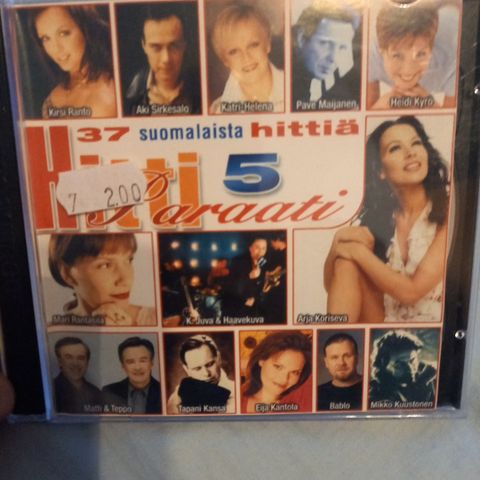 Kirsi Ranto
Aki Sirkesalo
Katri-Helena
Pave Maijanen
Heidi Kyrö
37 suomalaista hittiä
Hitti 5
Paraati
7 2.00
Mari Rantasila
K. Juva & Haavekuva
Arja Koriseva
Matti & Teppo
Tapani Kansa
Eija Kantola
Bablo
Mikko Kuustonen